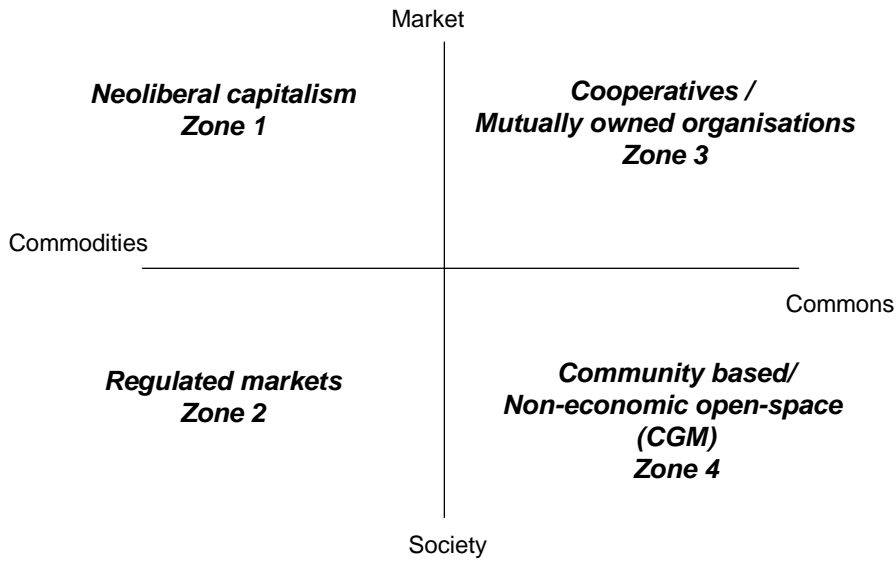 Market
Neoliberal capitalism
Zone 1
Cooperatives /
Mutually owned organisations
Zone 3
Commodities
Commons
Regulated markets
Zone 2
Community based/
Non-economic open-space
(CGM)
Zone 4
Society